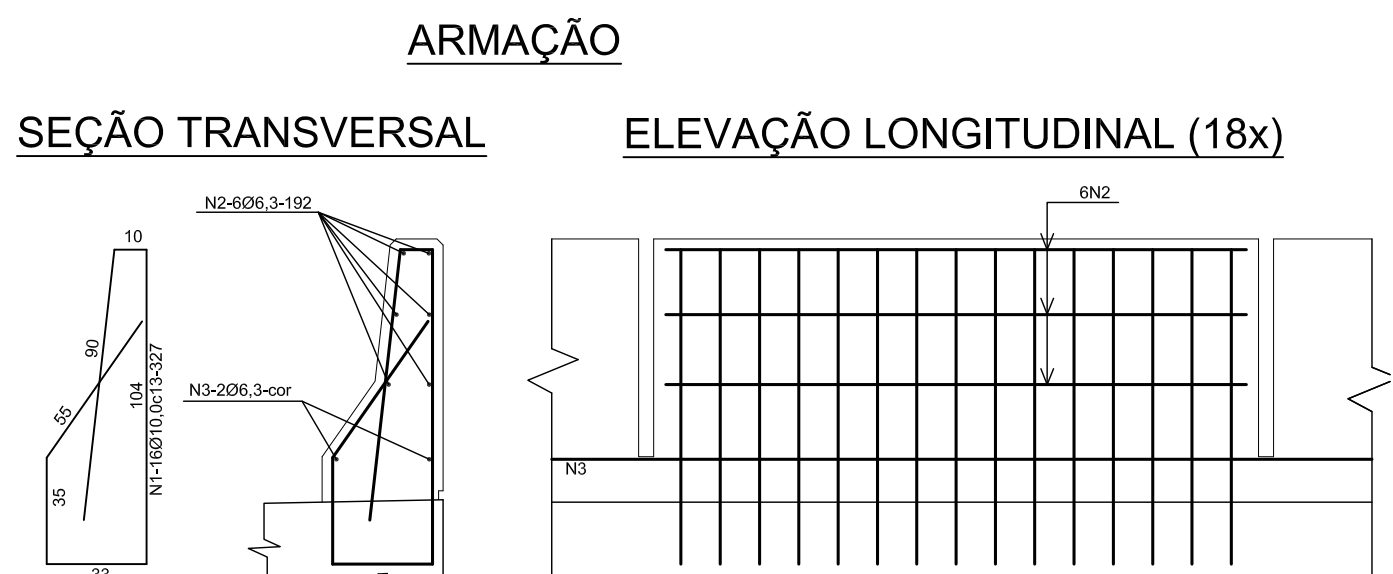 ARMAÇÃO
SEÇÃO TRANSVERSAL
ELEVAÇÃO LONGITUDINAL (18x)
N2-6Ø6,3-192
6N2
10
90
104
N1-16Ø10,0c13-327
N3-2Ø6,3-cor
55
35
N3
33